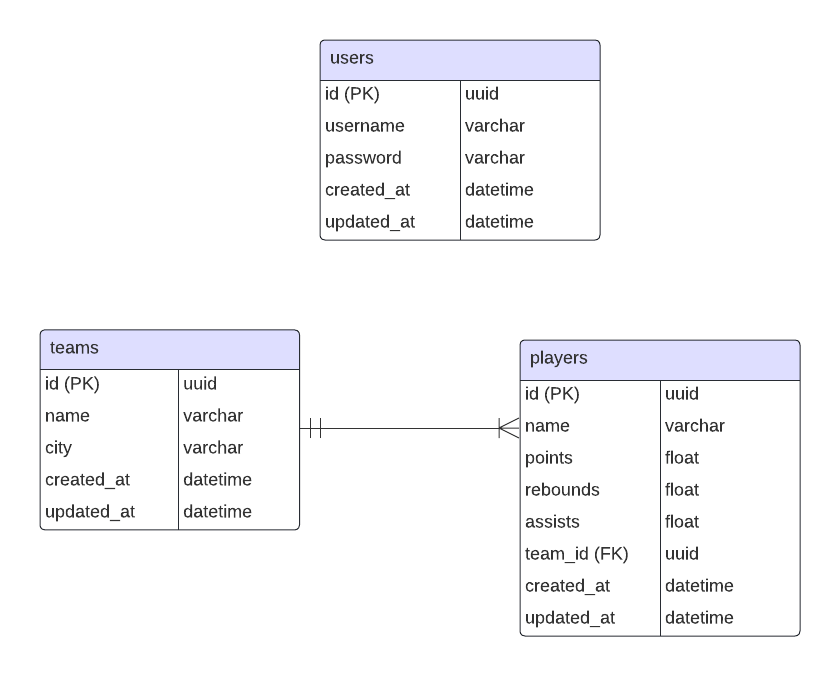 users
id (PK) uuid
username varchar
password varchar
created_at datetime
updated_at datetime
teams
id (PK) uuid
name varchar
city varchar
created_at datetime
updated_at datetime
players
id (PK) uuid
name varchar
points float
rebounds float
assists float
team_id (FK) uuid
created_at datetime
updated_at datetime